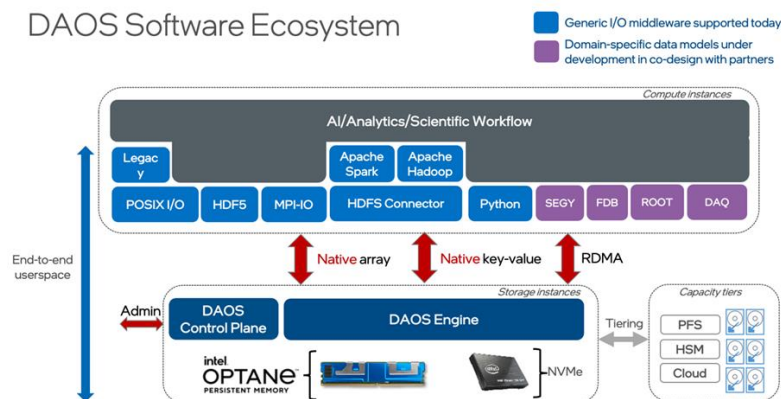 DAOS Software Ecosystem
Generic I/O middleware supported today
Domain-specific data models under
development in co-design with partners
Compute instances
AI/Analytics/Scientific Workflow
Legac
y
Apache
Spark
Apache
Hadoop
POSIX I/O
HDF5
MPI-IO
HDFS Connector
Python
SEGY
FDB
ROOT
DAQ
End-to-end
userspace
Native array
Native key-value
RDMA
Storage instances
Capacity tiers
Admin
DAOS
Control Plane
DAOS Engine
Tiering
PFS
HSM
Cloud
intel
OPTANE™
PERSISTENT MEMORY
NVMe